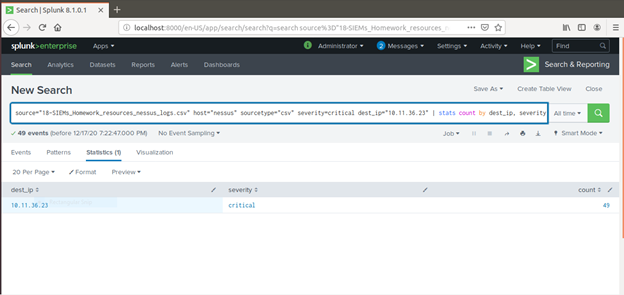 Search | Splunk 8.1.0.1
localhost:8000/en-US/app/search/search?q=search source%3D"18-SIEMs_Homework_resources_
splunk>enterprise Apps Administrator 2 Messages Settings Activity Help Find
Search Analytics Datasets Reports Alerts Dashboards Search & Reporting
New Search Save As Create Table View Close
source="18-SIEMs_Homework_resources_nessus_logs.csv" host="nessus" sourcetype="csv" severity=critical dest_ip="10.11.36.23" | stats count by dest_ip, severity All time
49 events (before 12/17/20 7:22:47.000 PM) No Event Sampling Job Smart Mode
Events Patterns Statistics (1) Visualization
20 Per Page Format Preview
dest_ip severity count
10.11.36.23 critical 49